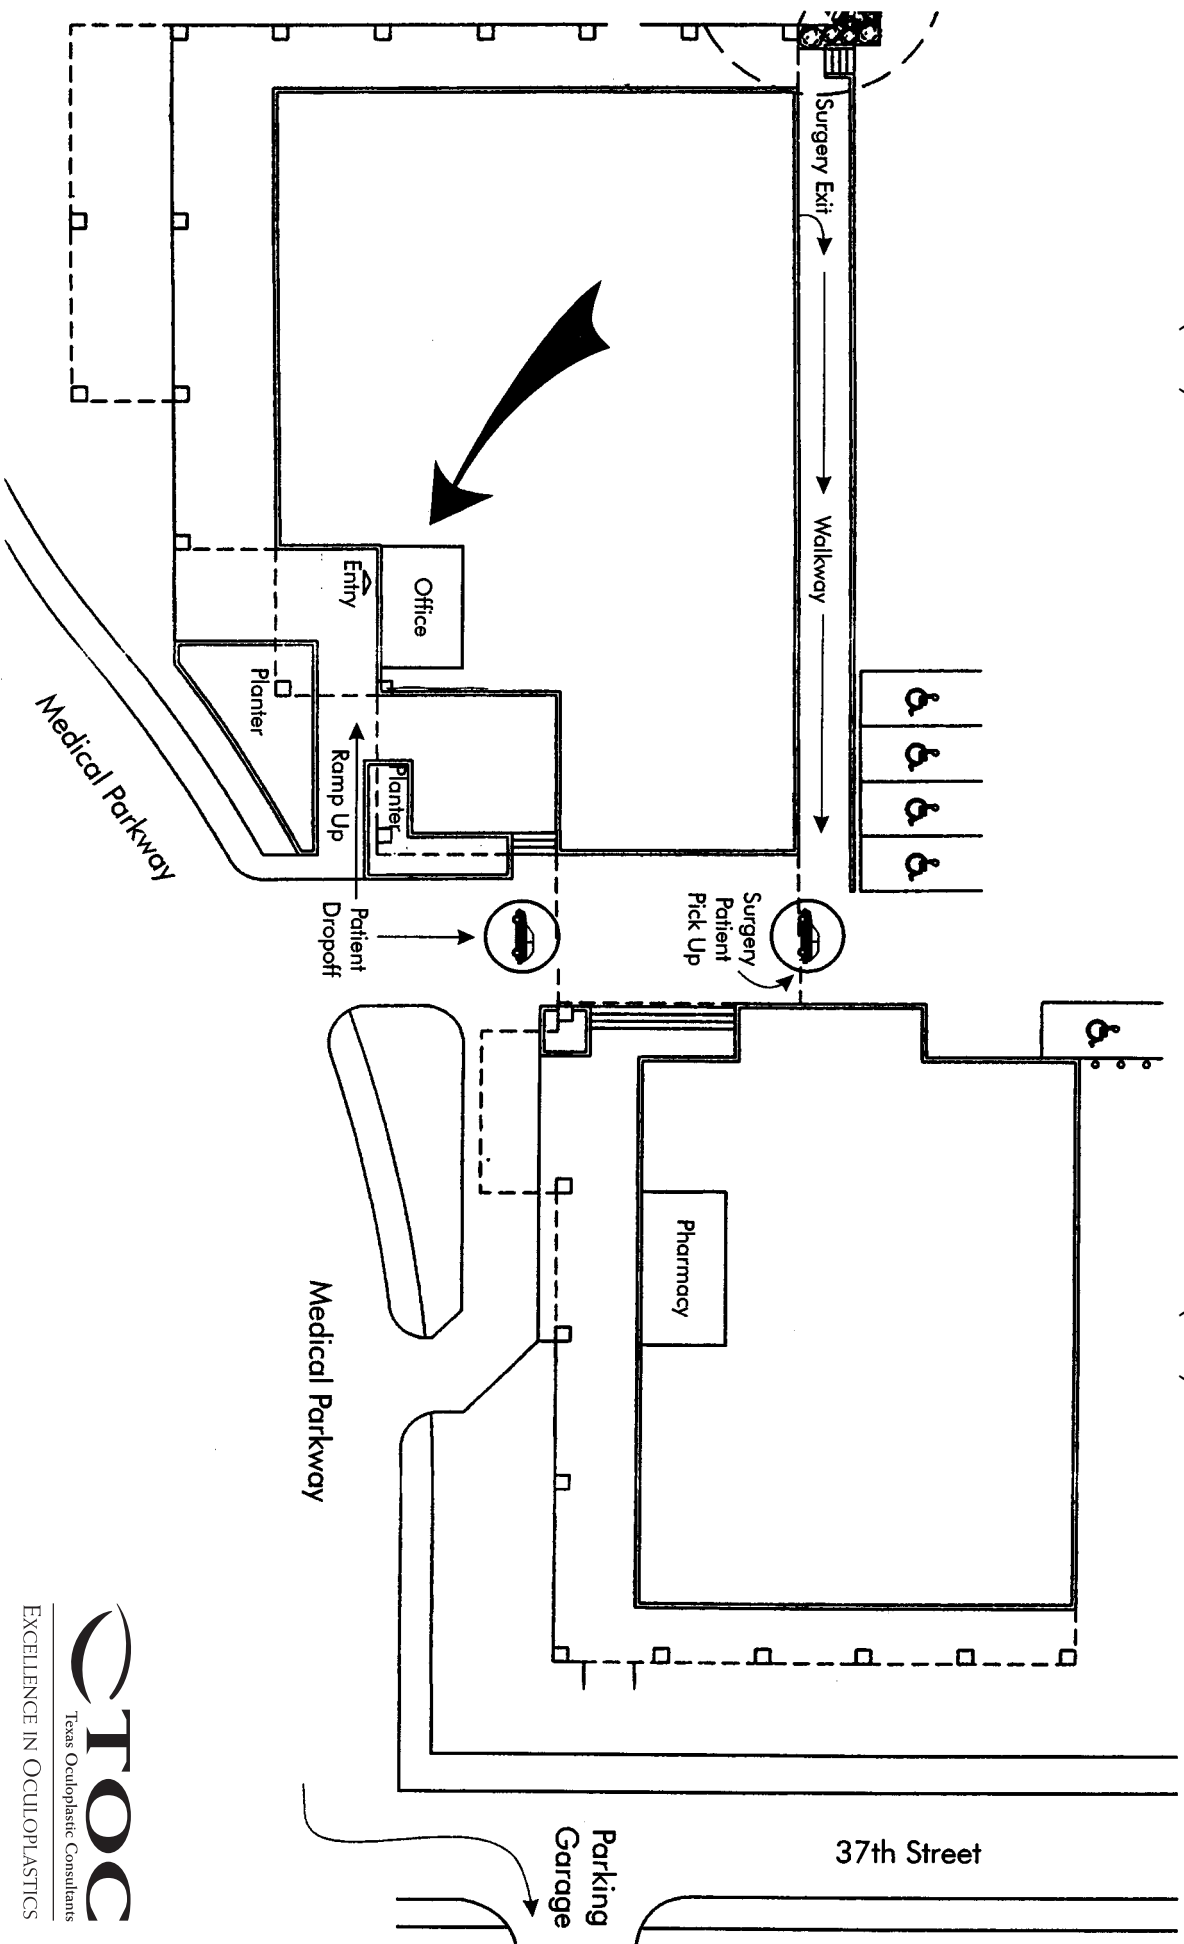 Surgery Exit
Walkway
Office
Entry
Planter
Ramp Up
Planter
Medical Parkway
Surgery
Patient
Pick Up
Patient
Dropoff
Pharmacy
Medical Parkway
37th Street
Parking
Garage
TOC
Texas Oculoplastic Consultants
EXCELLENCE IN OCULOPLASTICS